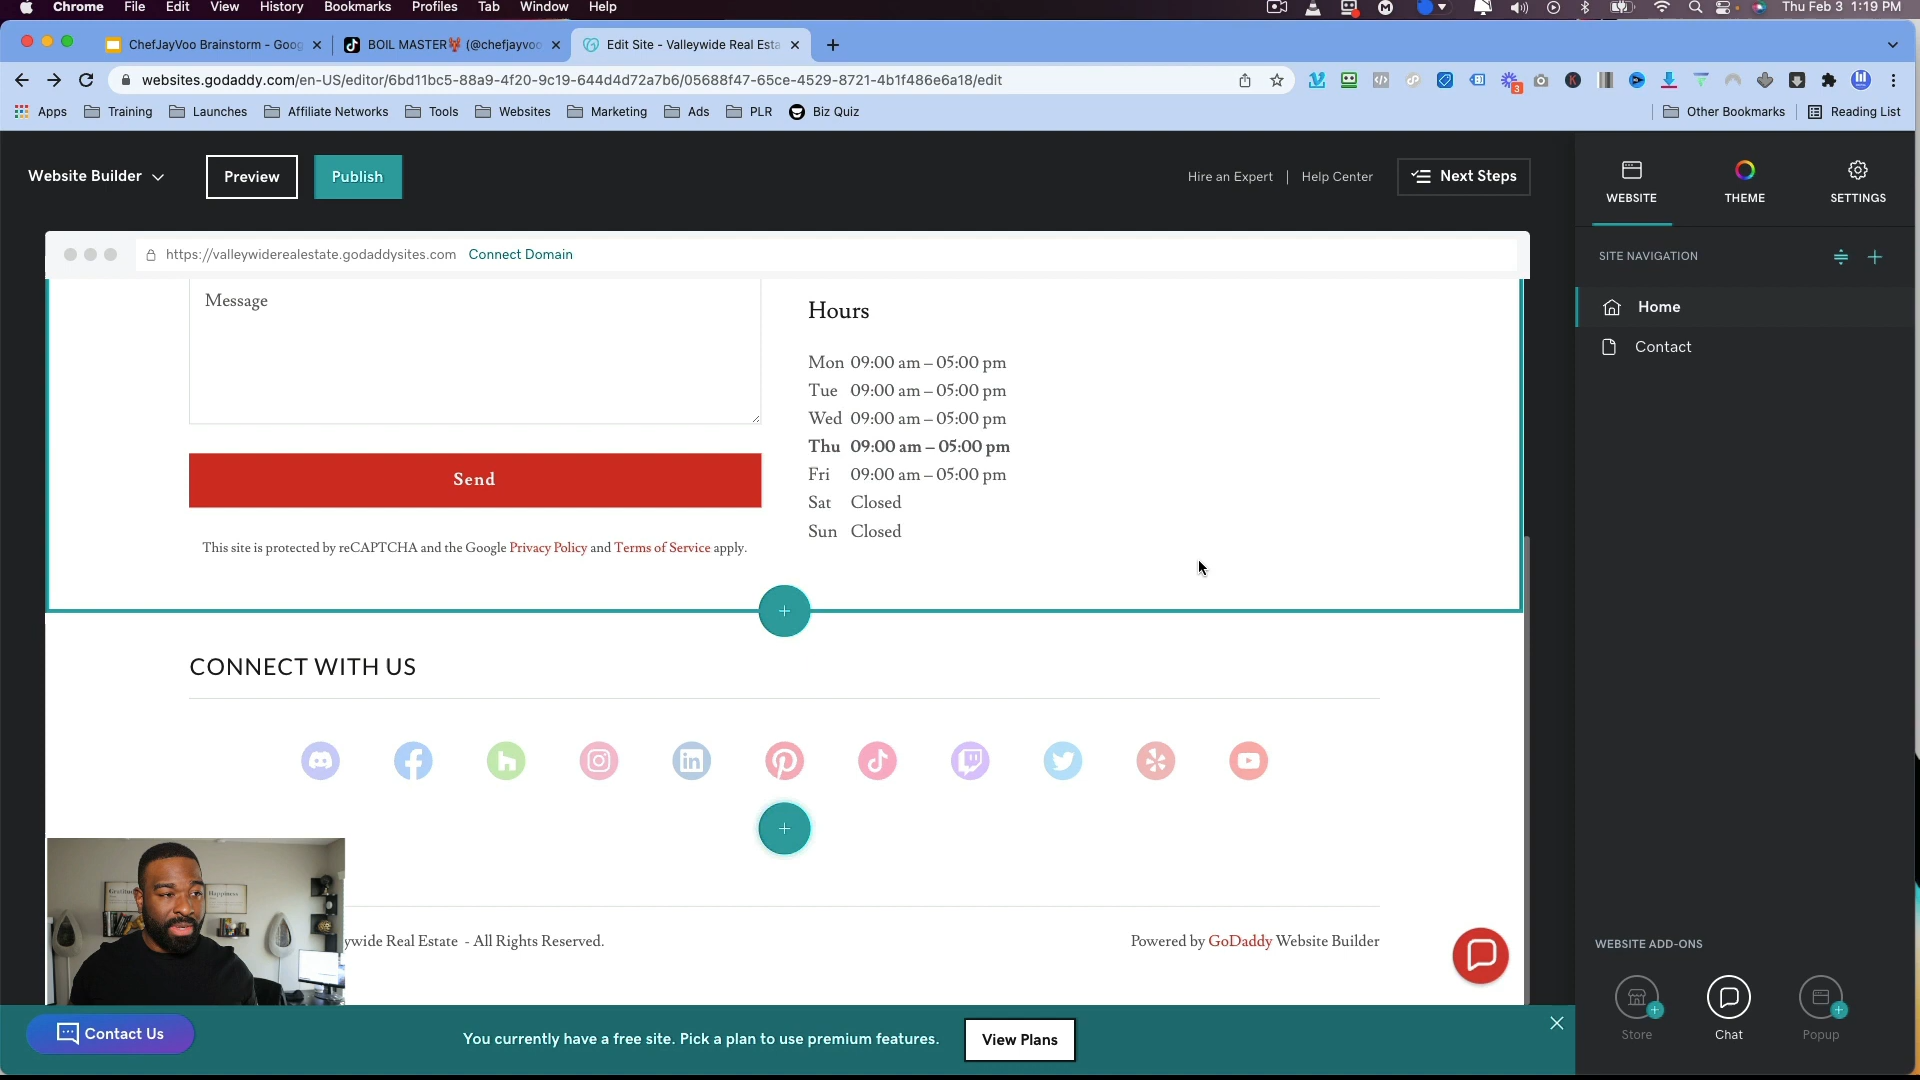 Chrome File Edit View History Bookmarks Profiles Tab Window Help Thu Feb 3 1:19 PM
ChefJayVoo Brainstorm - Goog BOIL MASTER🦞 (@chefjayvoo Edit Site - Valleywide Real Esta
websites.godaddy.com/en-US/editor/6bd11bc5-88a9-4f20-9c19-644d4d72a7b6/05688f47-65ce-4529-8721-4b1f486e6a18/edit
Apps Training Launches Affiliate Networks Tools Websites Marketing Ads PLR Biz Quiz Other Bookmarks Reading List
Website Builder Preview Publish Hire an Expert | Help Center Next Steps
WEBSITE THEME SETTINGS
https://valleywiderealestate.godaddysites.com Connect Domain
SITE NAVIGATION
Home
Contact
Message
Hours
Mon 09:00 am – 05:00 pm
Tue 09:00 am – 05:00 pm
Wed 09:00 am – 05:00 pm
Thu 09:00 am – 05:00 pm
Fri 09:00 am – 05:00 pm
Sat Closed
Sun Closed
Send
This site is protected by reCAPTCHA and the Google Privacy Policy and Terms of Service apply.
CONNECT WITH US
ywide Real Estate - All Rights Reserved.
Powered by GoDaddy Website Builder
WEBSITE ADD-ONS
Store Chat Popup
Contact Us
You currently have a free site. Pick a plan to use premium features. View Plans